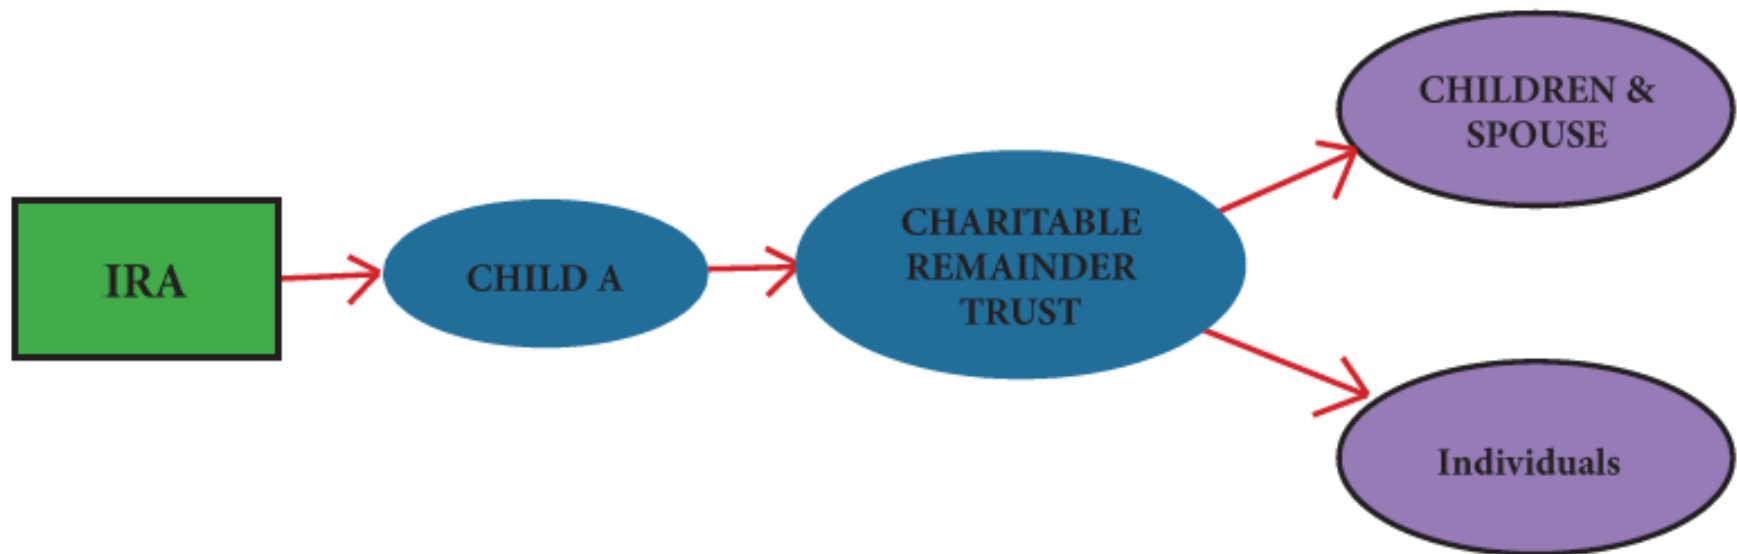 IRA
CHILD A
CHARITABLE
REMAINDER
TRUST
CHILDREN &
SPOUSE
Individuals